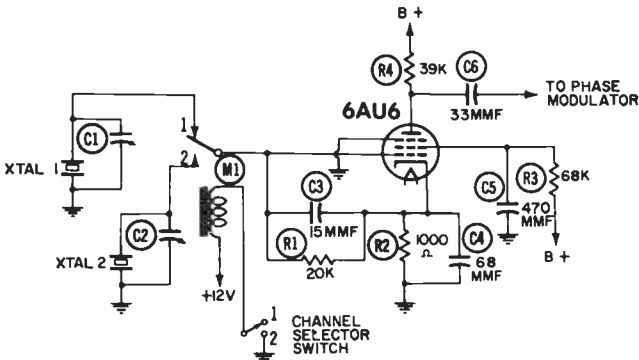 B +
R4
39K
C6
33MMF
TO PHASE
MODULATOR
6AU6
C1
1
2
M1
XTAL 1
C3
15MMF
R1
20K
R2
1000
Ω
C4
68
MMF
C5
470
MMF
R3
68K
B +
C2
XTAL 2
+12V
1
2
CHANNEL
SELECTOR
SWITCH